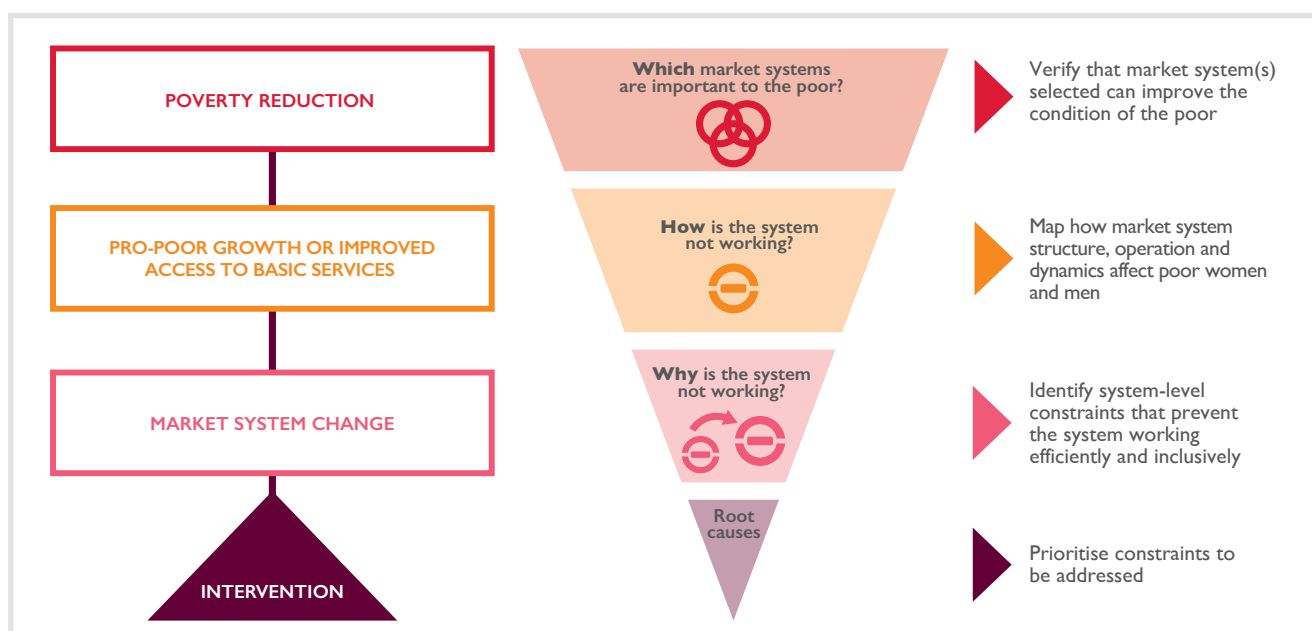 POVERTY REDUCTION
Which market systems
are important to the poor?
Verify that market system(s)
selected can improve the
condition of the poor
PRO-POOR GROWTH OR IMPROVED
ACCESS TO BASIC SERVICES
How is the system
not working?
Map how market system
structure, operation and
dynamics affect poor women
and men
MARKET SYSTEM CHANGE
Why is the system
not working?
Identify system-level
constraints that prevent
the system working
efficiently and inclusively
INTERVENTION
Root
causes
Prioritise constraints to
be addressed